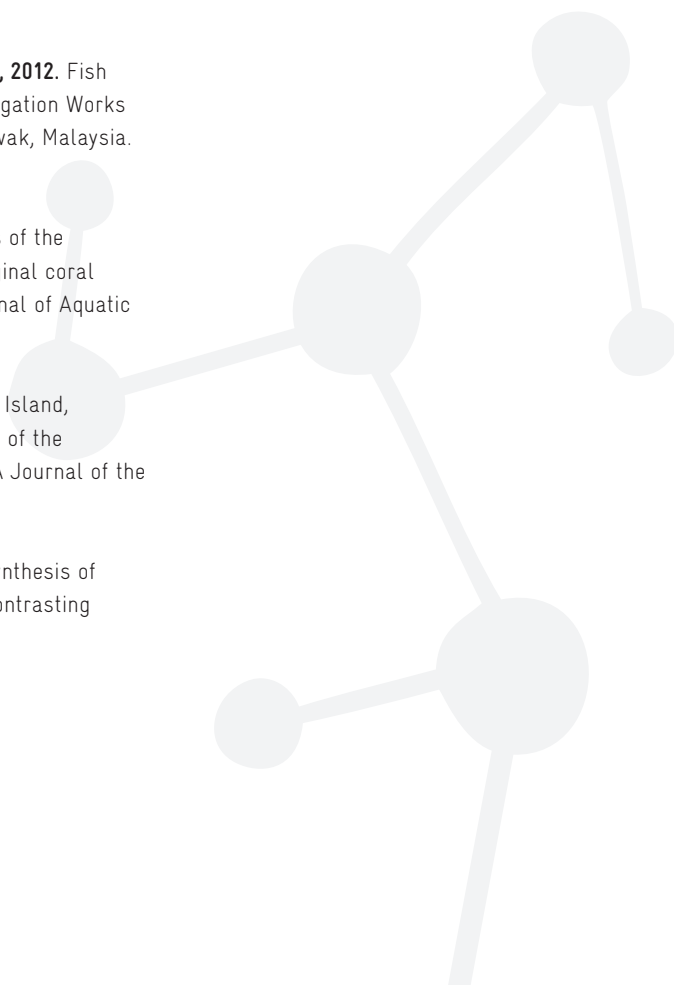 , 2012. Fish
gation Works
wak, Malaysia.
s of the
inal coral
nal of Aquatic
Island,
of the
A Journal of the
nthesis of
ontrasting